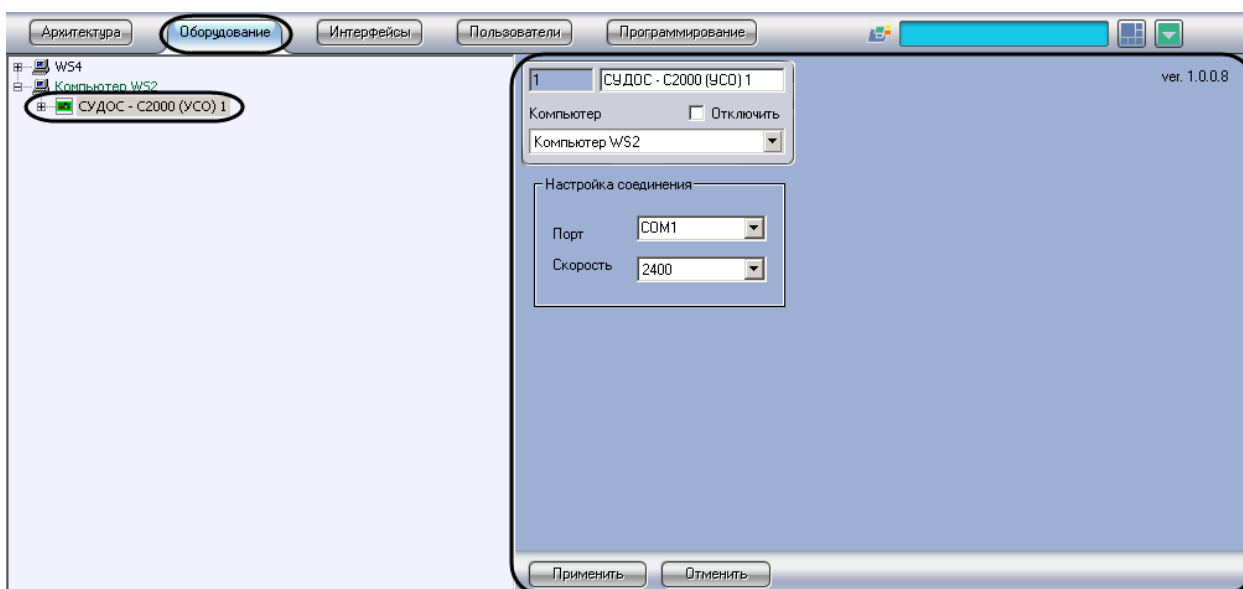 Архитектура Оборудование Интерфейсы Пользователи Программирование
WS4
Компьютер WS2
СУДОС - С2000 (УСО) 1
1 СУДОС - С2000 (УСО) 1
ver. 1.0.0.8
Компьютер Отключить
Компьютер WS2
Настройка соединения
Порт COM1
Скорость 2400
Применить Отменить